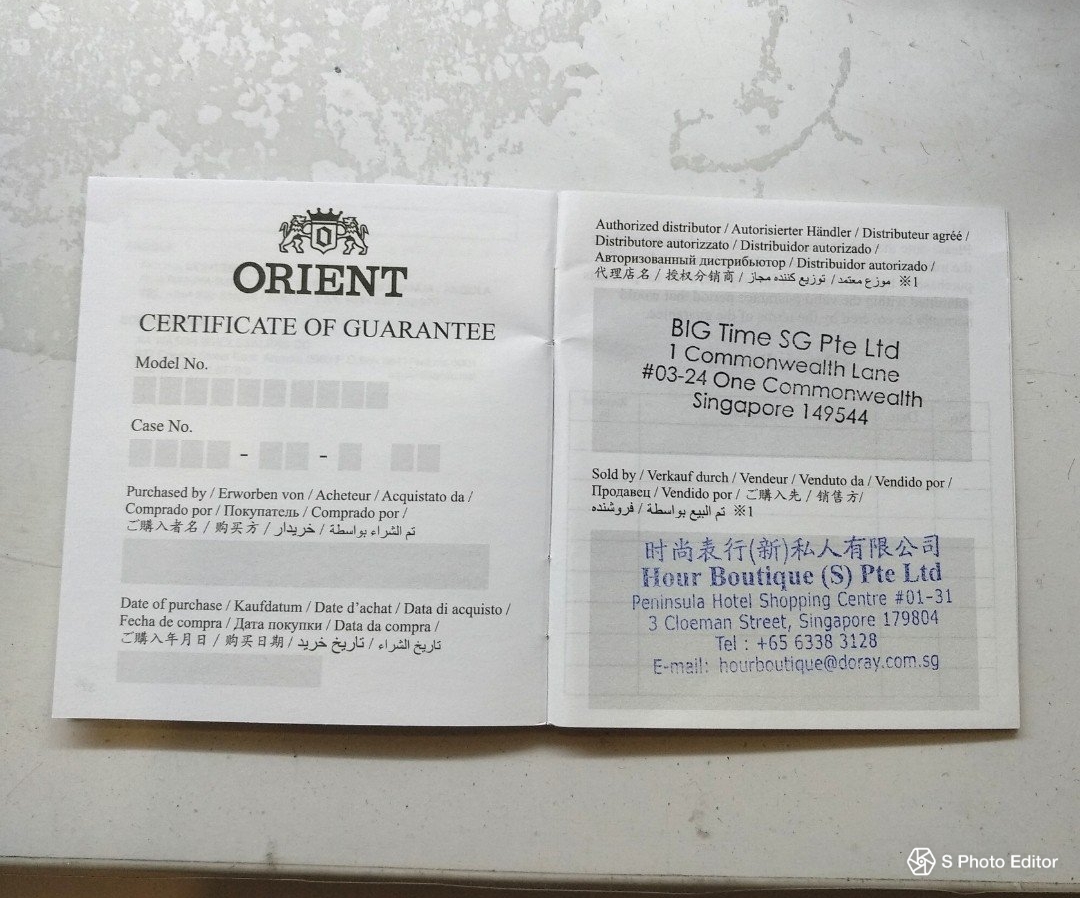 ORIENT
CERTIFICATE OF GUARANTEE
Model No.
Case No.
- -
Purchased by / Erworben von / Acheteur / Acquistato da /
Comprado por / Покупатель / Comprado por /
ご購入者名 / 购买方 / خریدار / تم الشراء بواسطة
Date of purchase / Kaufdatum / Date d'achat / Data di acquisto /
Fecha de compra / Дата покупки / Data da compra /
ご購入年月日 / 购买日期 / تاریخ خرید / تاريخ الشراء
Authorized distributor / Autorisierter Händler / Distributeur agréé /
Distributore autorizzato / Distribuidor autorizado /
Авторизованный дистрибьютор / Distribuidor autorizado /
代理店名 / 授权分销商 / توزیع کننده مجاز / موزع معتمد ※1
BIG Time SG Pte Ltd
1 Commonwealth Lane
#03-24 One Commonwealth
Singapore 149544
Sold by / Verkauf durch / Vendeur / Venduto da / Vendido por /
Продавец / Vendido por / ご購入先 / 销售方/
فروشنده / تم البيع بواسطة ※1
时尚表行(新)私人有限公司
Hour Boutique (S) Pte Ltd
Peninsula Hotel Shopping Centre #01-31
3 Cloeman Street, Singapore 179804
Tel : +65 6338 3128
E-mail: hourboutique@doray.com.sg
S Photo Editor